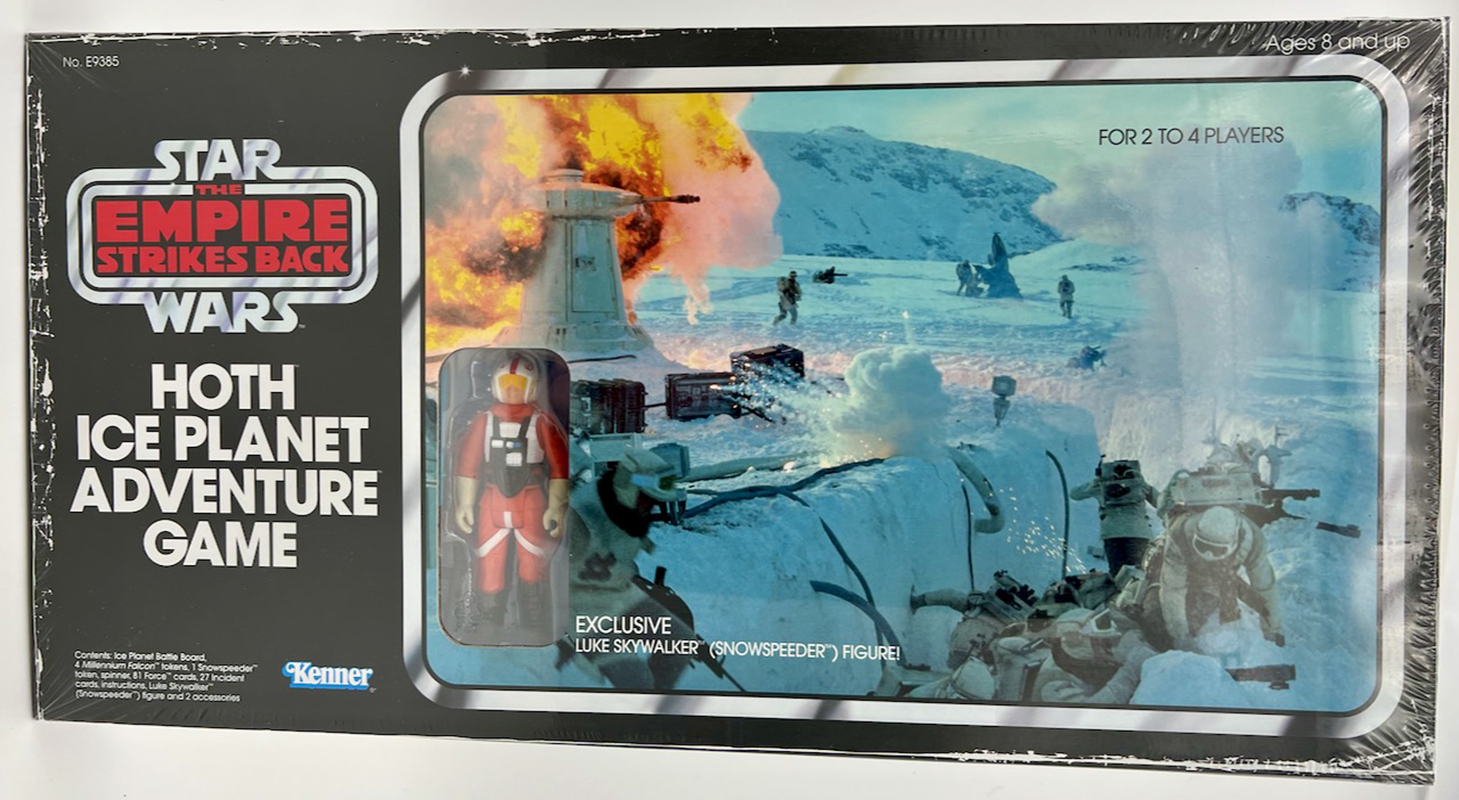 No. E9385
Ages 8 and up
STAR
THE
EMPIRE
STRIKES BACK
WARS™
HOTH
ICE PLANET
ADVENTURE
GAME™
Contents: Ice Planet Battle Board,
4 Millennium Falcon™ tokens, 1 Snowspeeder™
token, spinner, 81 Force™ cards, 27 Incident
cards, instructions, Luke Skywalker™
(Snowspeeder™) figure and 2 accessories
Kenner®
FOR 2 TO 4 PLAYERS
EXCLUSIVE
LUKE SKYWALKER™ (SNOWSPEEDER™) FIGURE!